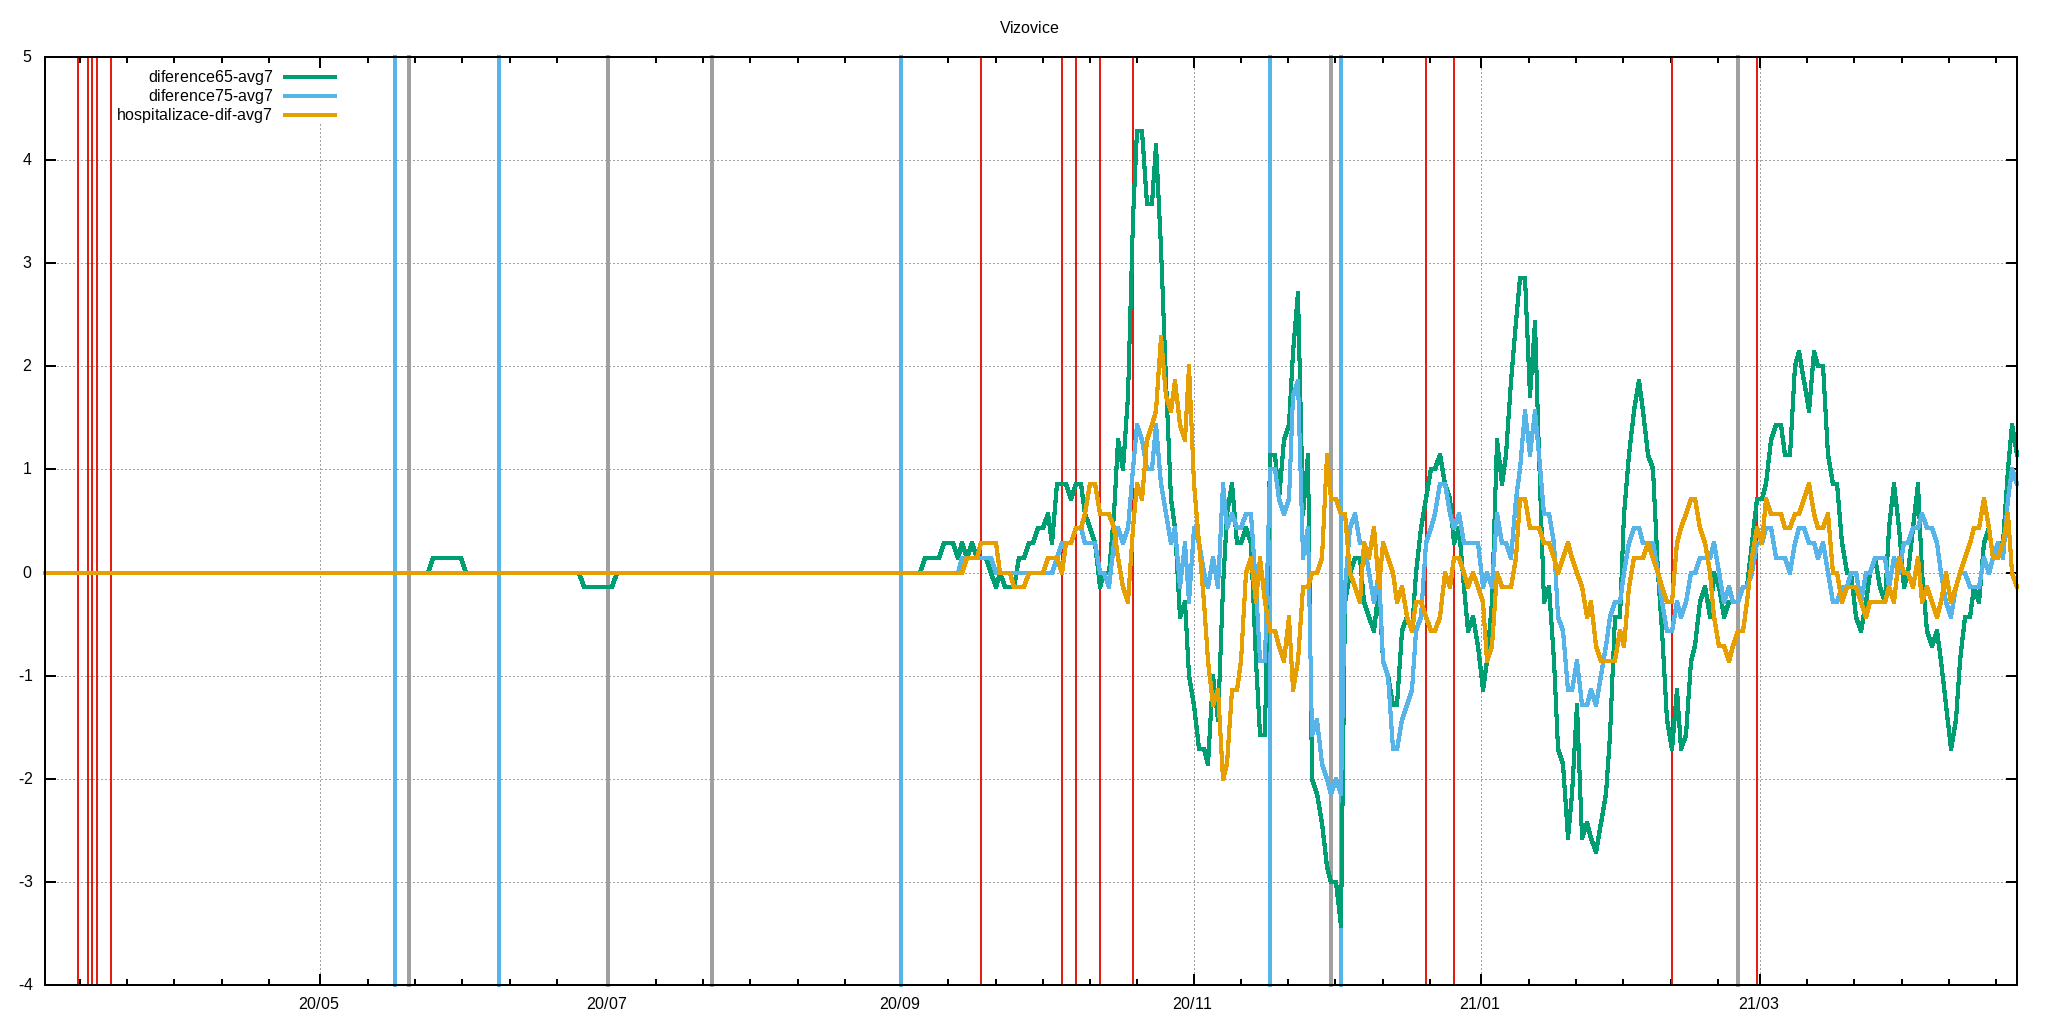 Vizovice
diference65-avg7
diference75-avg7
hospitalizace-dif-avg7
5
4
3
2
1
0
-1
-2
-3
-4
20/05 20/07 20/09 20/11 21/01 21/03